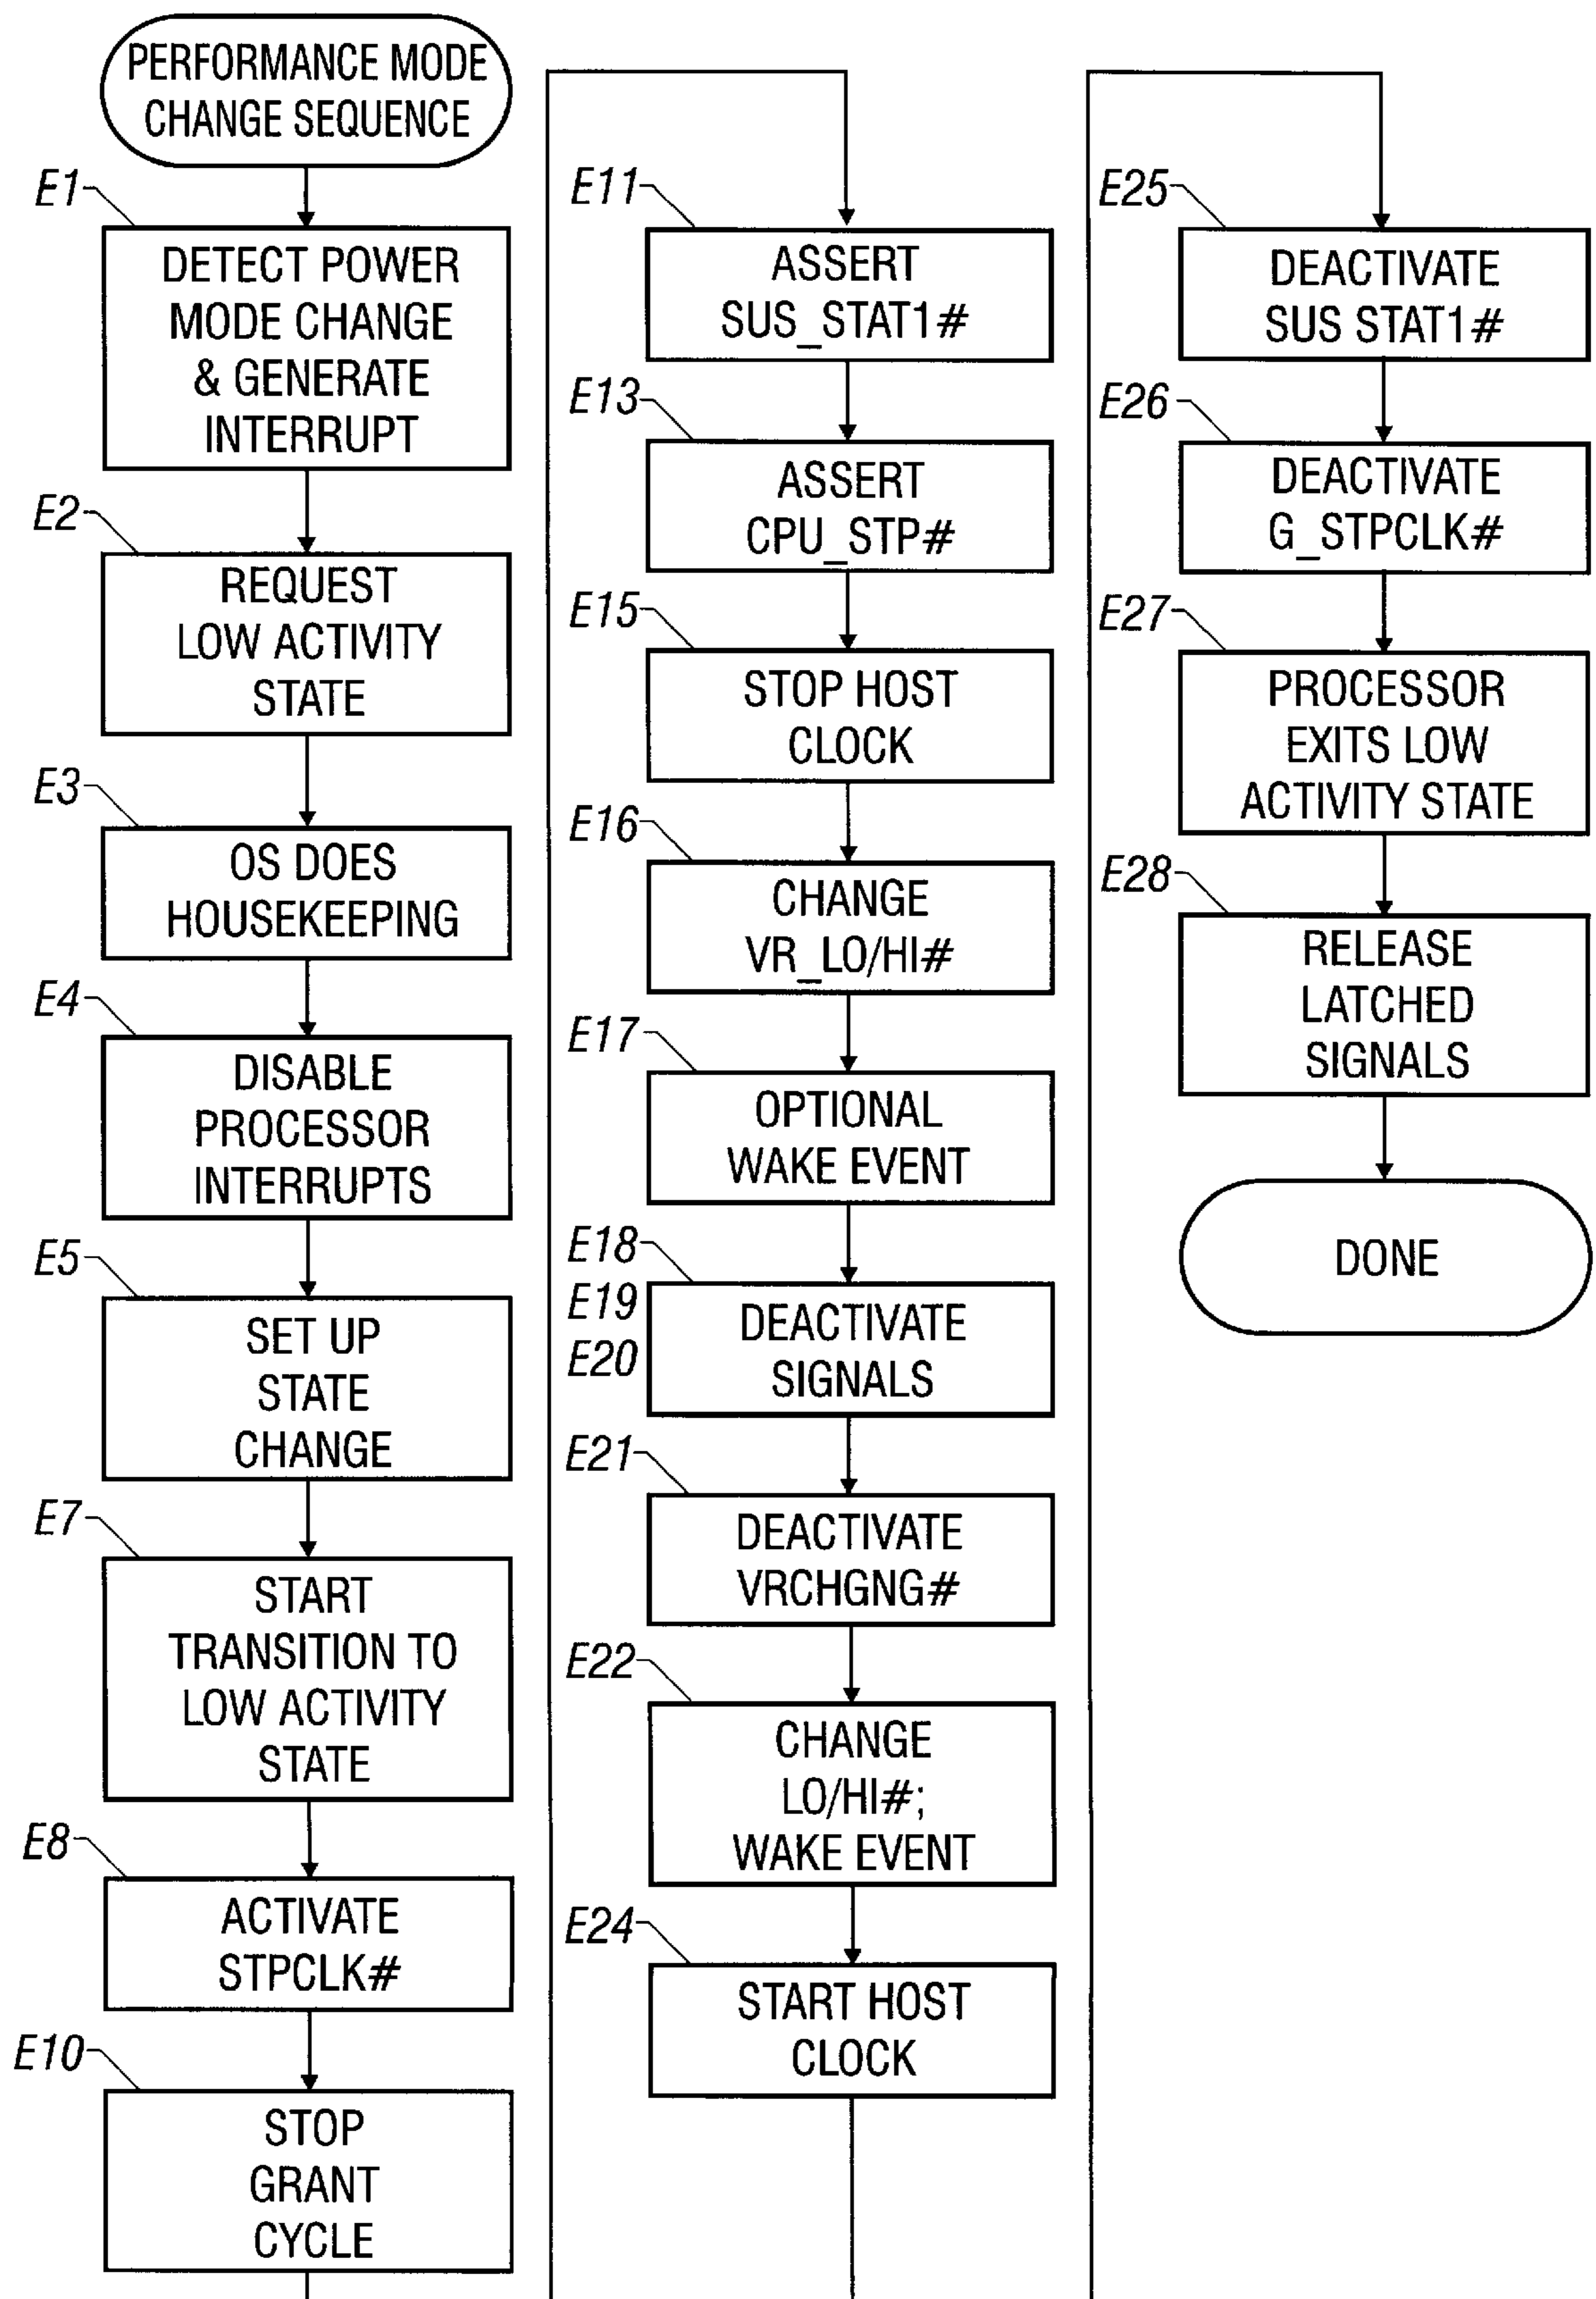 PERFORMANCE MODE
CHANGE SEQUENCE
E1
DETECT POWER
MODE CHANGE
& GENERATE
INTERRUPT
E2
REQUEST
LOW ACTIVITY
STATE
E3
OS DOES
HOUSEKEEPING
E4
DISABLE
PROCESSOR
INTERRUPTS
E5
SET UP
STATE
CHANGE
E7
START
TRANSITION TO
LOW ACTIVITY
STATE
E8
ACTIVATE
STPCLK#
E10
STOP
GRANT
CYCLE
E11
ASSERT
SUS_STAT1#
E13
ASSERT
CPU_STP#
E15
STOP HOST
CLOCK
E16
CHANGE
VR_LO/HI#
E17
OPTIONAL
WAKE EVENT
E18
E19
E20
DEACTIVATE
SIGNALS
E21
DEACTIVATE
VRCHGNG#
E22
CHANGE
LO/HI#;
WAKE EVENT
E24
START HOST
CLOCK
E25
DEACTIVATE
SUS STAT1#
E26
DEACTIVATE
G_STPCLK#
E27
PROCESSOR
EXITS LOW
ACTIVITY STATE
E28
RELEASE
LATCHED
SIGNALS
DONE